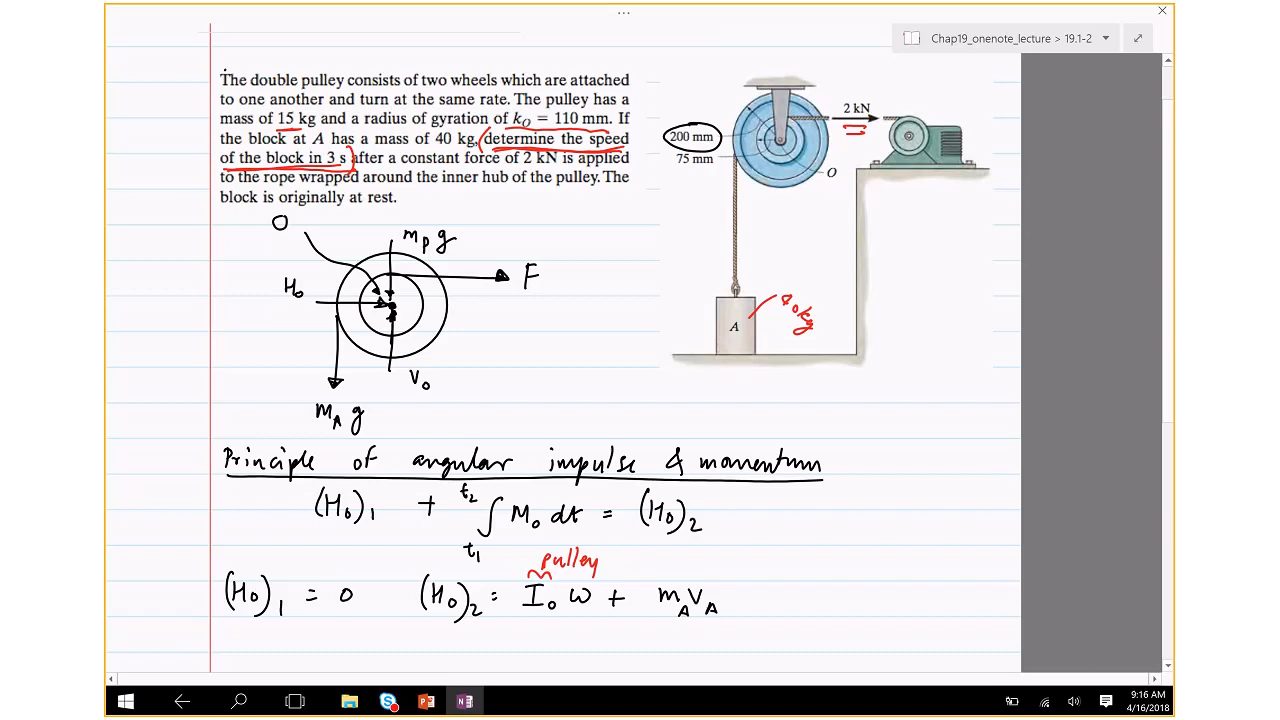 ...
Chap19_onenote_lecture > 19.1-2
The double pulley consists of two wheels which are attached
to one another and turn at the same rate. The pulley has a
mass of 15 kg and a radius of gyration of kO = 110 mm. If
the block at A has a mass of 40 kg, determine the speed
of the block in 3 s after a constant force of 2 kN is applied
to the rope wrapped around the inner hub of the pulley. The
block is originally at rest.
200 mm
75 mm
2 kN
O
A
40kg
O
mP g
F
Ho
Vo
mA g
Principle of angular impulse & momentum
(Ho)1 + ∫ t1 t2 Mo dt = (Ho)2
pulley
(Ho)1 = 0 (Ho)2 = Io ω + mA vA
9:16 AM
4/16/2018